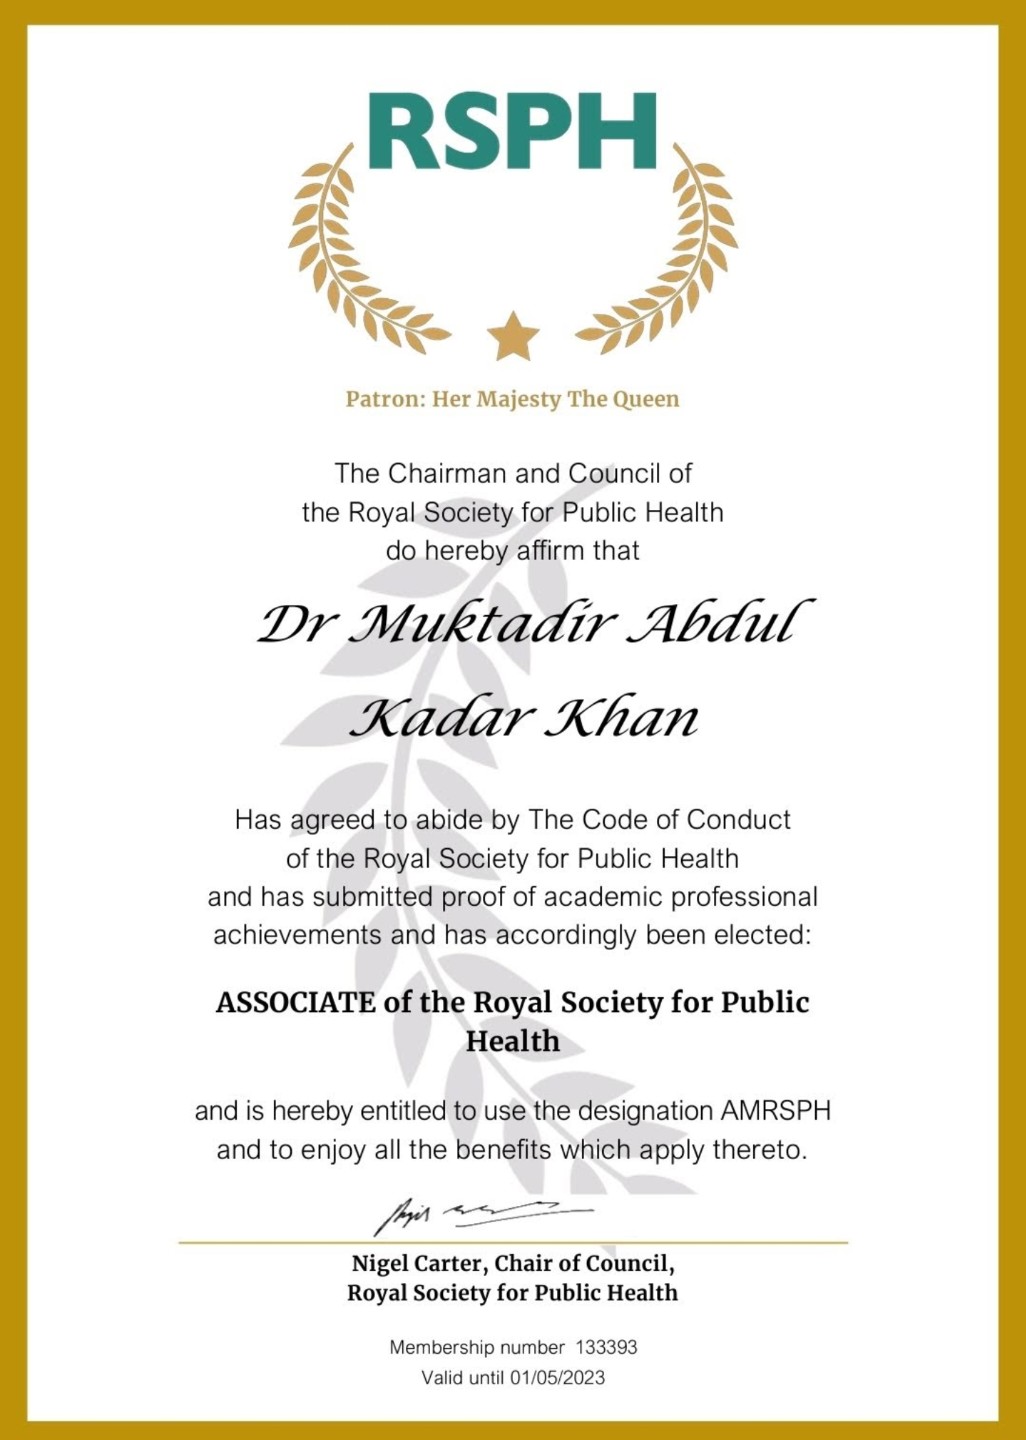 RSPH
Patron: Her Majesty The Queen
The Chairman and Council of
the Royal Society for Public Health
do hereby affirm that
Dr Muktadir Abdul
Kadar Khan
Has agreed to abide by The Code of Conduct
of the Royal Society for Public Health
and has submitted proof of academic professional
achievements and has accordingly been elected:
ASSOCIATE of the Royal Society for Public
Health
and is hereby entitled to use the designation AMRSPH
and to enjoy all the benefits which apply thereto.
Nigel Carter, Chair of Council,
Royal Society for Public Health
Membership number 133393
Valid until 01/05/2023